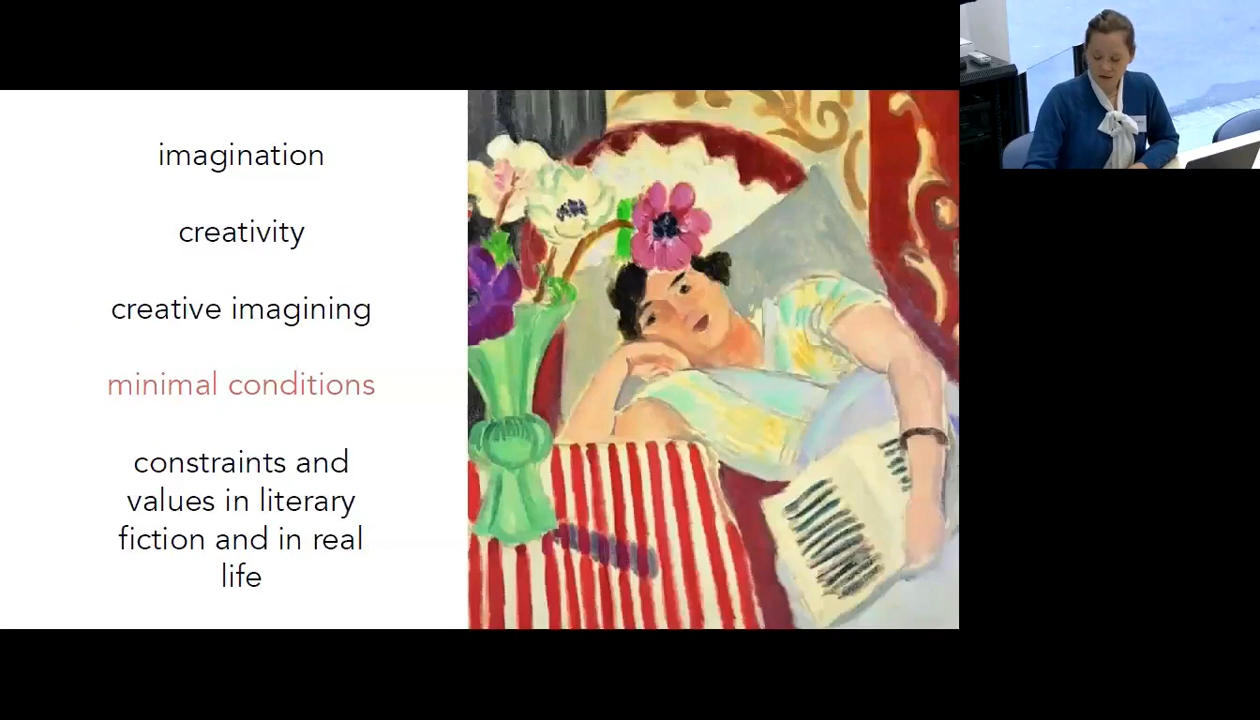 imagination
creativity
creative imagining
minimal conditions
constraints and
values in literary
fiction and in real
life